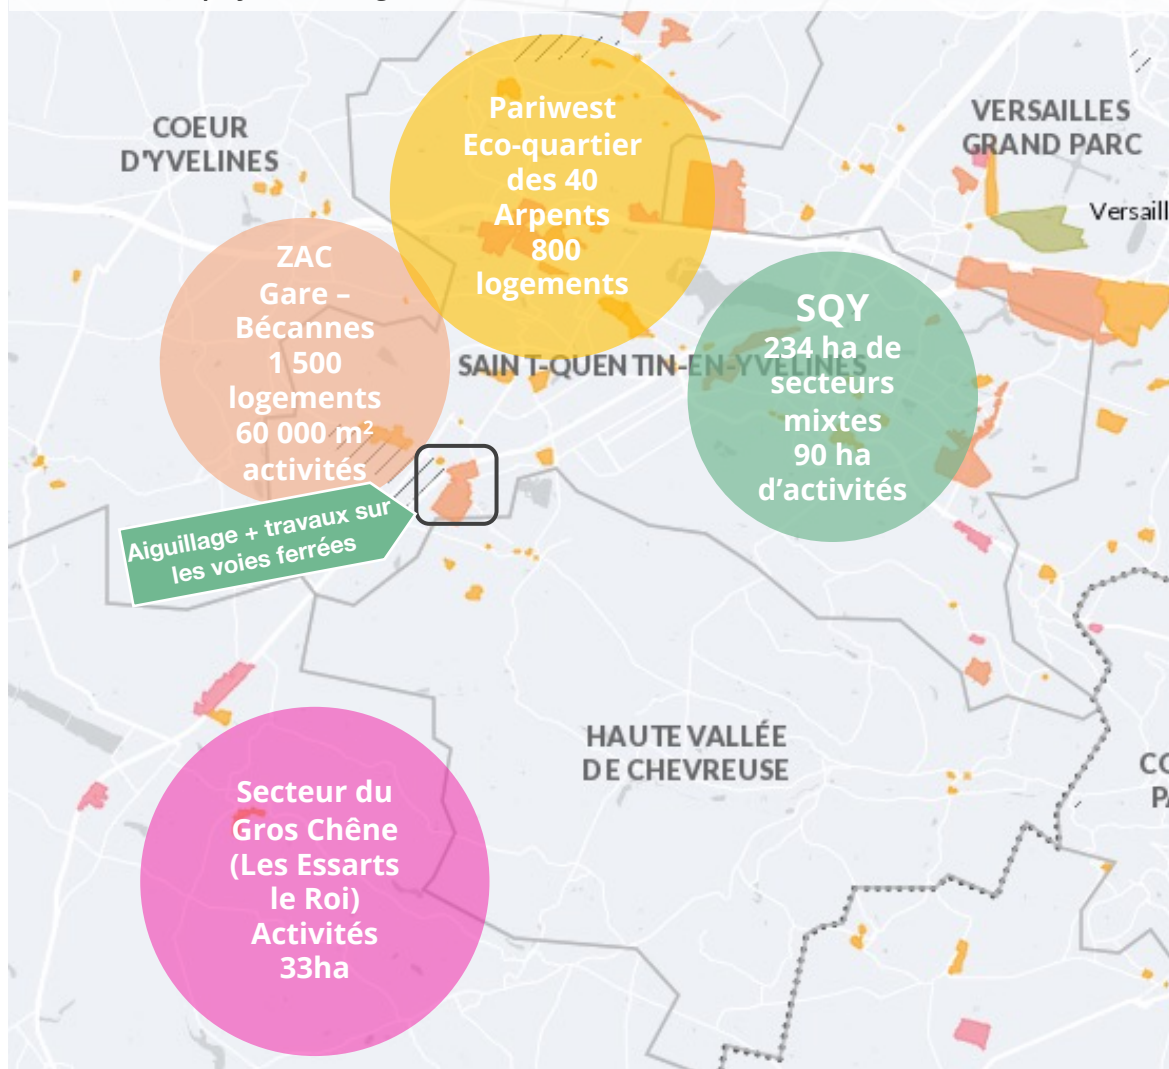 COEUR
D'YVELINES
Pariwest
Eco-quartier
des 40
Arpents
800
logements
VERSAILLES
GRAND PARC
Versaill
ZAC
Gare –
Bécannes
1 500
logements
60 000 m²
activités
SAINT-QUENTIN-EN-YVELINES
SQY
234 ha de
secteurs
mixtes
90 ha
d’activités
Aiguillage + travaux sur
les voies ferrées
HAUTE VALLÉE
DE CHEVREUSE
CO
PA
Secteur du
Gros Chêne
(Les Essarts
le Roi)
Activités
33ha